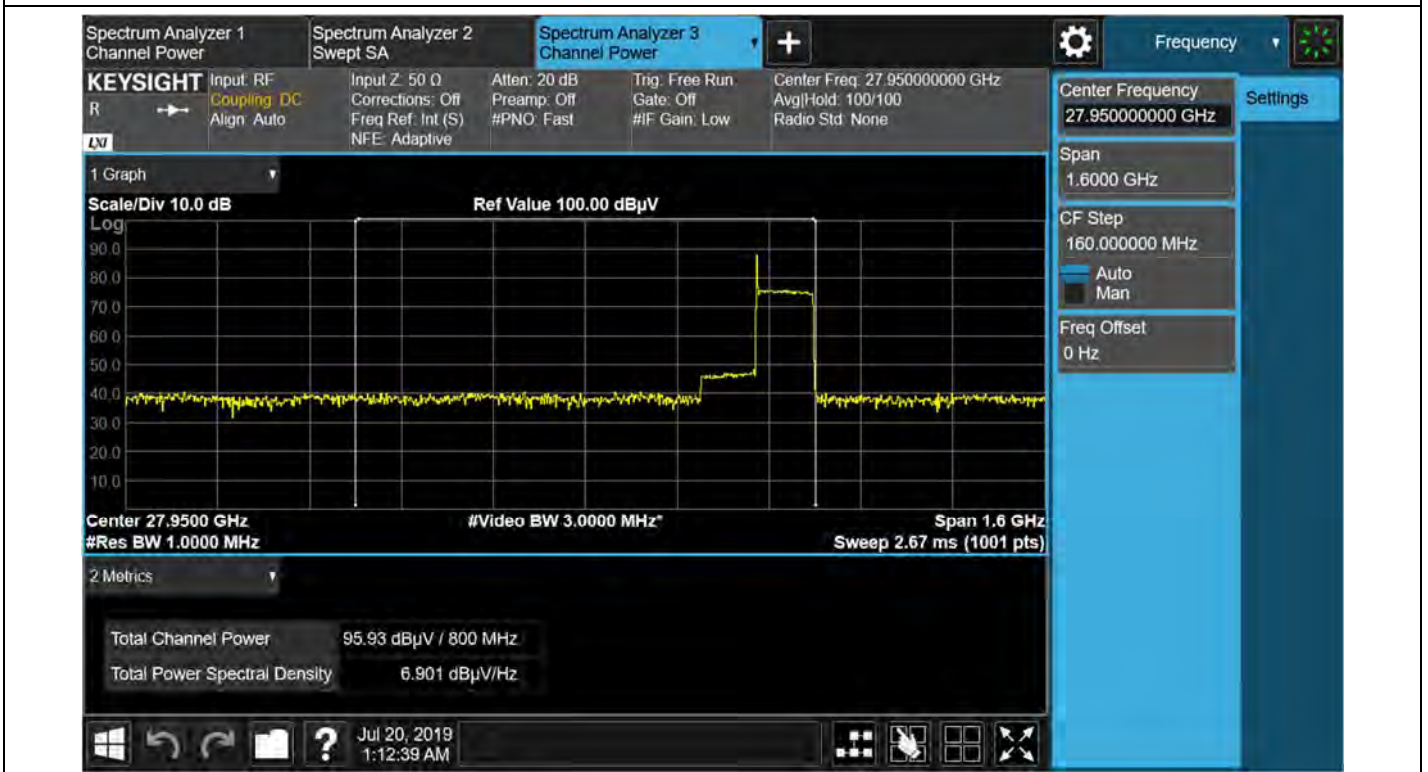 Spectrum Analyzer 1
Channel Power
Spectrum Analyzer 2
Swept SA
Spectrum Analyzer 3
Channel Power
Frequency
KEYSIGHT
R
LXI
Input: RF
Coupling: DC
Align: Auto
Input Z: 50 Ω
Corrections: Off
Freq Ref: Int (S)
NFE: Adaptive
Atten: 20 dB
Preamp: Off
#PNO: Fast
Trig: Free Run
Gate: Off
#IF Gain: Low
Center Freq: 27.950000000 GHz
Avg|Hold: 100/100
Radio Std: None
Center Frequency
27.950000000 GHz
Settings
Span
1.6000 GHz
CF Step
160.000000 MHz
Auto
Man
Freq Offset
0 Hz
1 Graph
Scale/Div 10.0 dB
Ref Value 100.00 dBµV
Log
90.0
80.0
70.0
60.0
50.0
40.0
30.0
20.0
10.0
Center 27.9500 GHz
#Video BW 3.0000 MHz*
Span 1.6 GHz
#Res BW 1.0000 MHz
Sweep 2.67 ms (1001 pts)
2 Metrics
Total Channel Power 95.93 dBµV / 800 MHz
Total Power Spectral Density 6.901 dBµV/Hz
?
Jul 20, 2019
1:12:39 AM